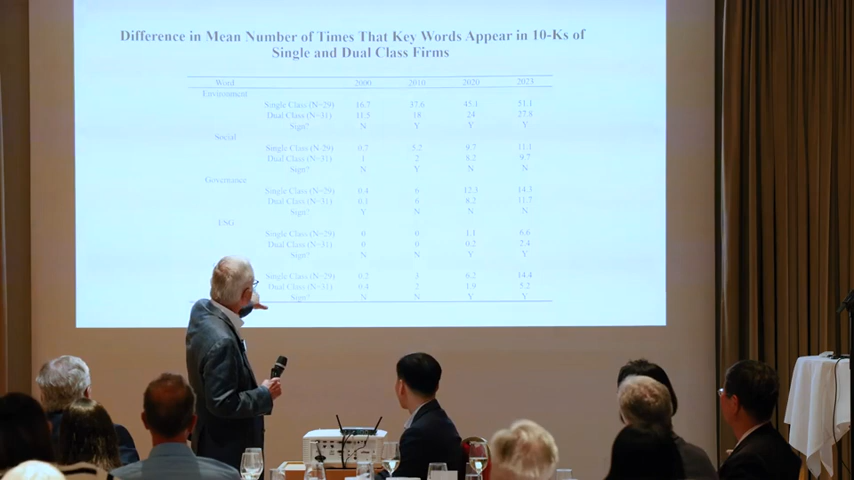 Difference in Mean Number of Times That Key Words Appear in 10-Ks of
Single and Dual Class Firms
Word 2000 2010 2020 2023
Environment
Single Class (N=29) 16.7 37.6 45.1 51.1
Dual Class (N=31) 11.5 18 24 27.8
Sign? N Y Y Y
Social
Single Class (N=29) 0.7 5.2 9.7 11.1
Dual Class (N=31) 1 2 8.2 9.7
Sign? N Y N N
Governance
Single Class (N=29) 0.4 6 12.5 14.3
Dual Class (N=31) 0.1 6 8.2 11.7
Sign? Y N N N
ESG
Single Class (N=29) 0 0 1.1 6.6
Dual Class (N=31) 0 0 0.2 2.4
Sign? N N Y Y
Single Class (N=29) 0.2 3 6.2 14.4
Dual Class (N=31) 0.4 2 1.9 5.2
Sign? N N Y Y